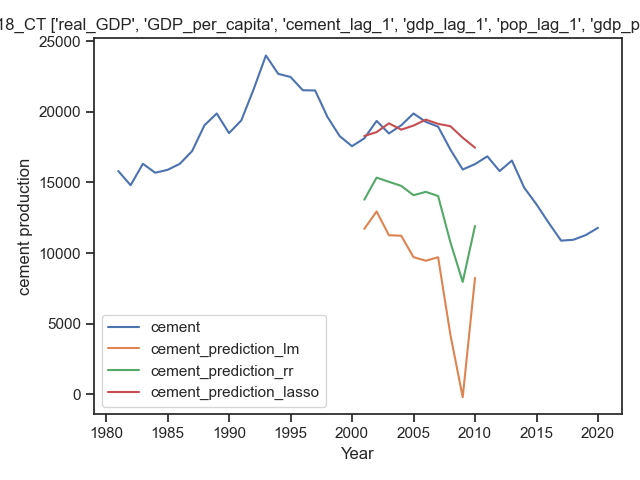 18_CT ['real_GDP', 'GDP_per_capita', 'cement_lag_1', 'gdp_lag_1', 'pop_lag_1', 'gdp_p
25000
20000
15000
10000
5000
0
cement production
cement
cement_prediction_lm
cement_prediction_rr
cement_prediction_lasso
1980 1985 1990 1995 2000 2005 2010 2015 2020
Year